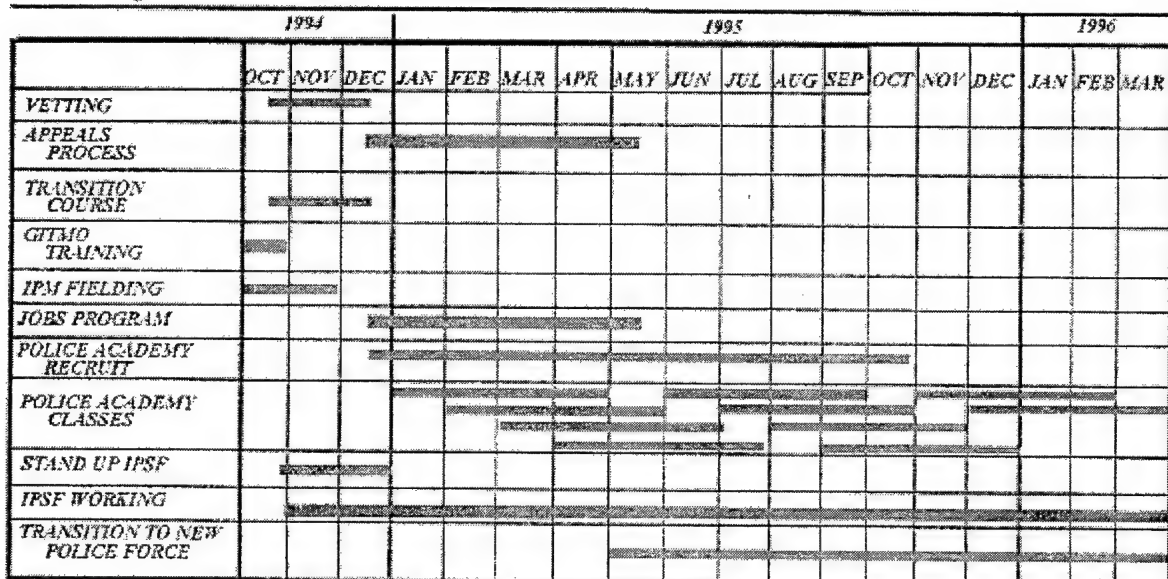 1994 1995 1996
OCT NOV DEC JAN FEB MAR APR MAY JUN JUL AUG SEP OCT NOV DEC JAN FEB MAR
VETTING
APPEALS
PROCESS
TRANSITION
COURSE
GITMO
TRAINING
IPM FIELDING
JOBS PROGRAM
POLICE ACADEMY
RECRUIT
POLICE ACADEMY
CLASSES
STAND UP IPSF
IPSF WORKING
TRANSITION TO NEW
POLICE FORCE